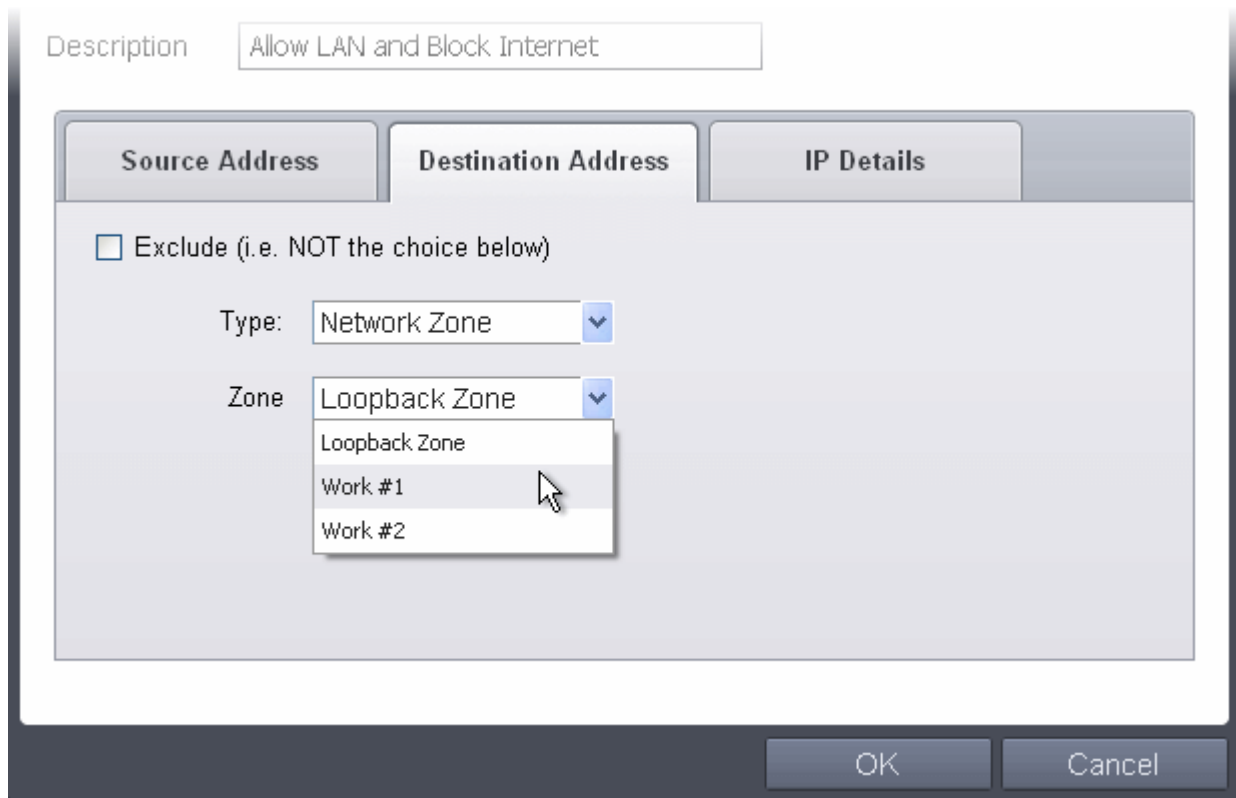 Description Allow LAN and Block Internet
Source Address Destination Address IP Details
Exclude (i.e. NOT the choice below)
Type: Network Zone
Zone Loopback Zone
Loopback Zone
Work #1
Work #2
OK Cancel